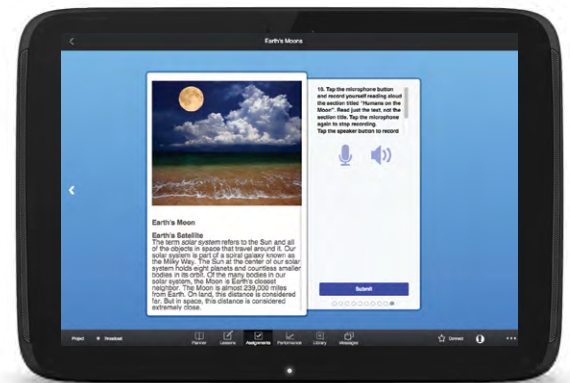 Earth's Moons
Earth's Moon
Earth's Satellite
The term solar system refers to the Sun and all
of the objects in space that travel around it. Our
solar system is part of a spiral galaxy known as
the Milky Way. The Sun at the center of our solar
system holds eight planets and countless smaller
bodies in its orbit. Of the many bodies in our
solar system, the Moon is Earth's closest
neighbor. The Moon is almost 239,000 miles
from Earth. On land, this distance is considered
far. But in space, this distance is considered
extremely close.
10. Tap the microphone button
and record yourself reading aloud
the section titled "Humans on the
Moon". Read just the text, not the
section title. Tap the microphone
again to stop recording.
Tap the speaker button to record
Submit
Project
Broadcast
Planner
Lessons
Assignments
Performance
Library
Messages
Connect